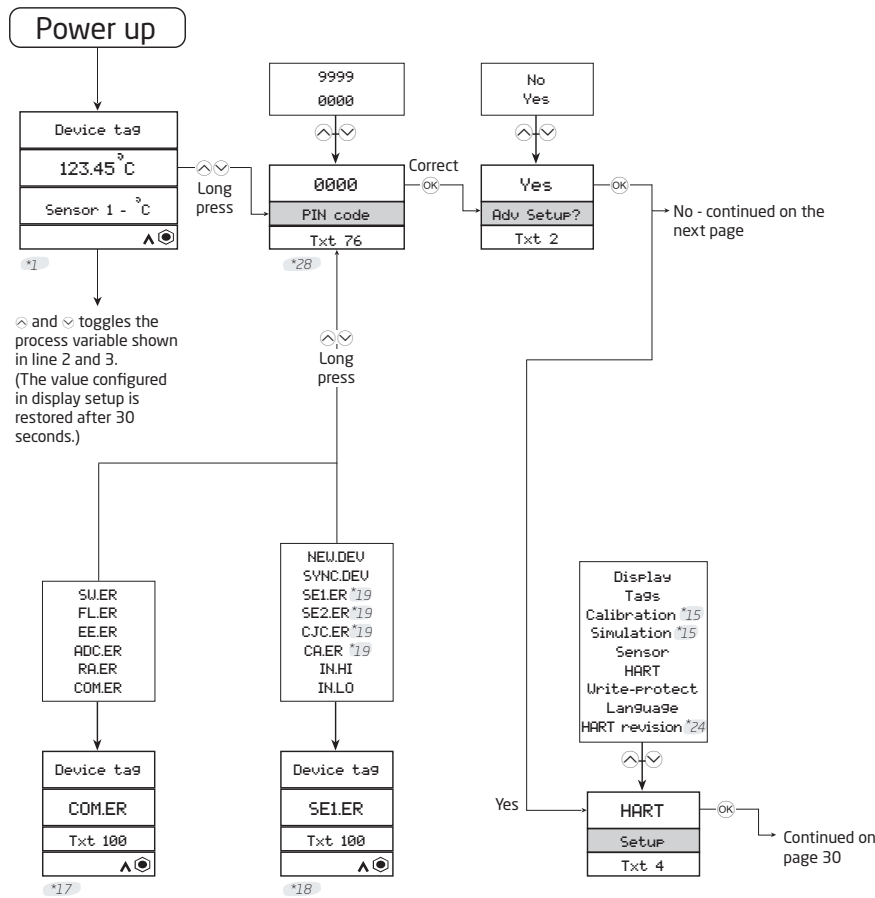 Power up
Device tag
123.45 °C
Sensor 1 - °C
*1
Long
press
9999
0000
0000
PIN code
Txt 76
*28
Correct
OK
No
Yes
Yes
Adv Setup?
Txt 2
OK
No - continued on the
next page
and toggles the
process variable shown
in line 2 and 3.
(The value configured
in display setup is
restored after 30
seconds.)
Long
press
SW.ER
FL.ER
EE.ER
ADC.ER
RA.ER
COM.ER
Device tag
COM.ER
Txt 100
*17
NEW.DEV
SYNC.DEV
SE1.ER *19
SE2.ER *19
CJC.ER *19
CA.ER *19
IN.HI
IN.LO
Device tag
SE1.ER
Txt 100
*18
Display
Tags
Calibration *15
Simulation *15
Sensor
HART
Write-protect
Language
HART revision *24
Yes
HART
Setup
Txt 4
OK
Continued on
page 30